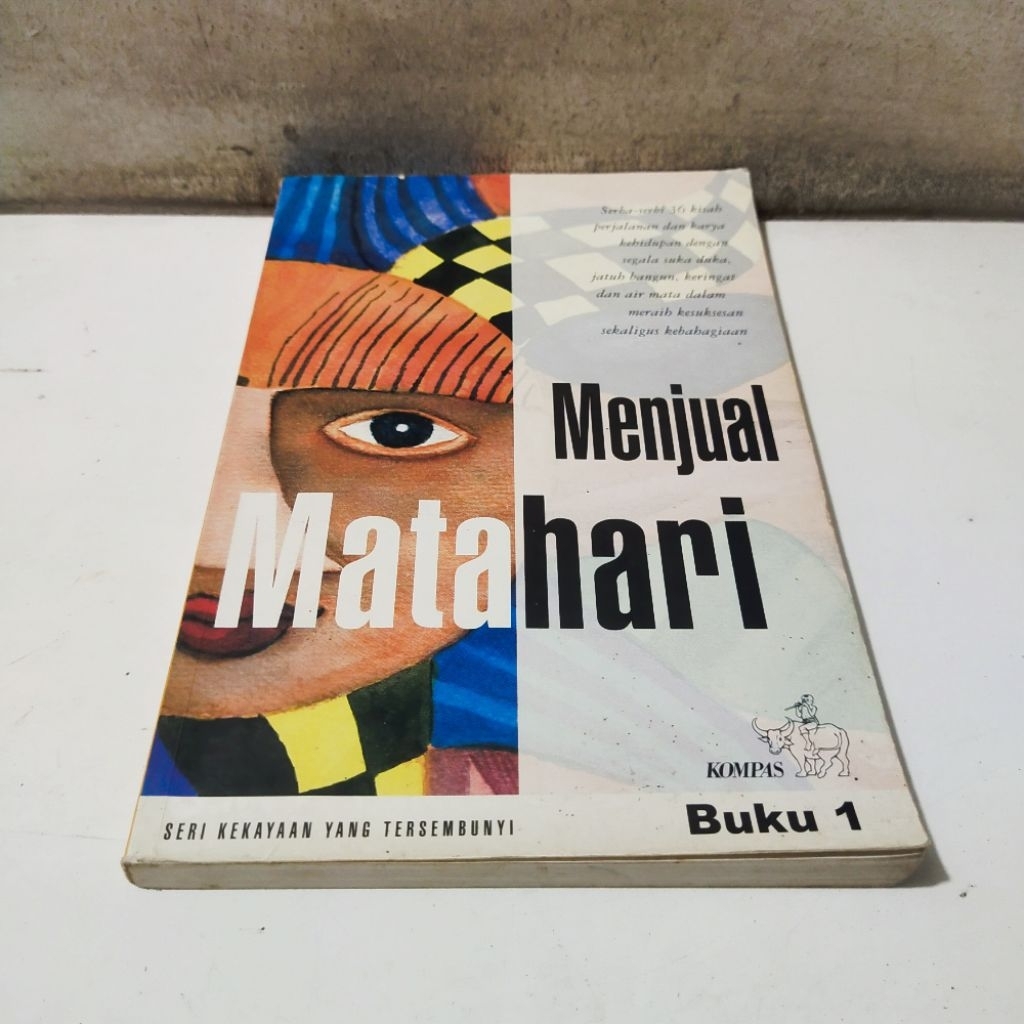 Serba-serbi 36 kisah
perjalanan dan karya
kehidupan dengan
segala suka duka,
jatuh bangun, keringat
dan air mata dalam
meraih kesuksesan
sekaligus kebahagiaan
Menjual
Matahari
KOMPAS
SERI KEKAYAAN YANG TERSEMBUNYI
Buku 1